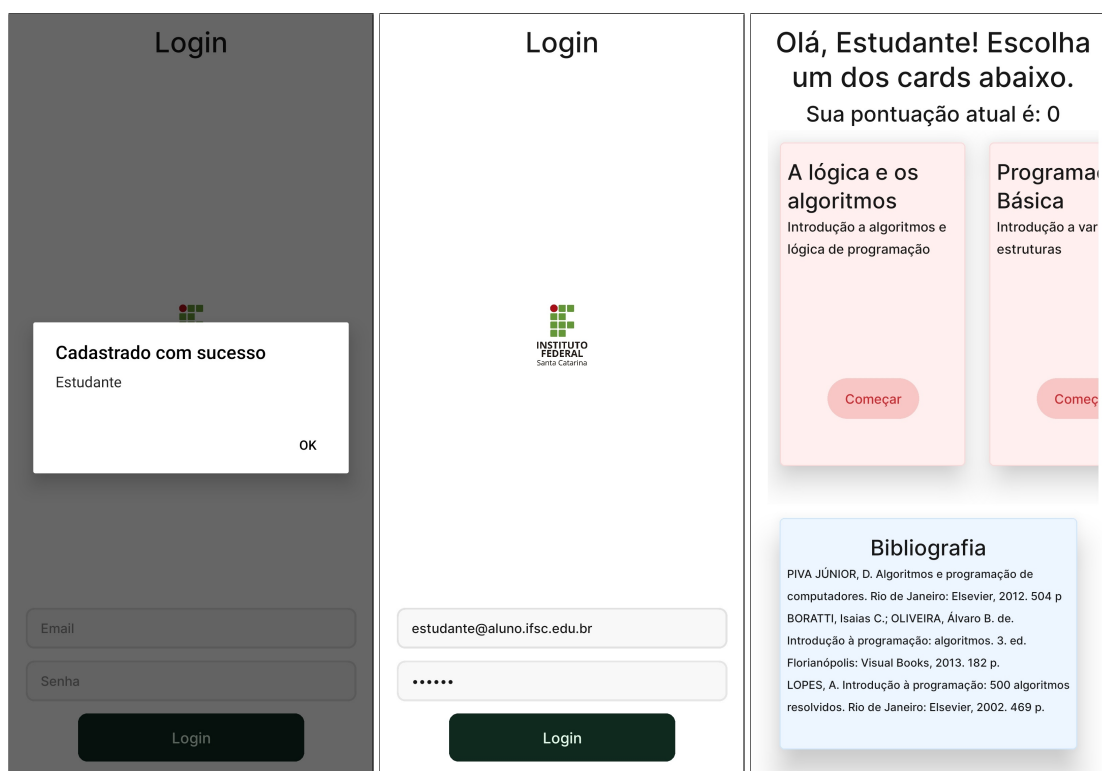 Login
Cadastrado com sucesso
Estudante
OK
Email
Senha
Login
Login
INSTITUTO
FEDERAL
Santa Catarina
estudante@aluno.ifsc.edu.br
••••••
Login
Olá, Estudante! Escolha
um dos cards abaixo.
Sua pontuação atual é: 0
A lógica e os
algoritmos
Introdução a algoritmos e
lógica de programação
Começar
Básica
Introdução a var
estruturas
Bibliografia
PIVA JÚNIOR, D. Algoritmos e programação de
computadores. Rio de Janeiro: Elsevier, 2012. 504 p
BORATTI, Isaias C.; OLIVEIRA, Álvaro B. de.
Introdução à programação: algoritmos. 3. ed.
Florianópolis: Visual Books, 2013. 182 p.
LOPES, A. Introdução à programação: 500 algoritmos
resolvidos. Rio de Janeiro: Elsevier, 2002. 469 p.